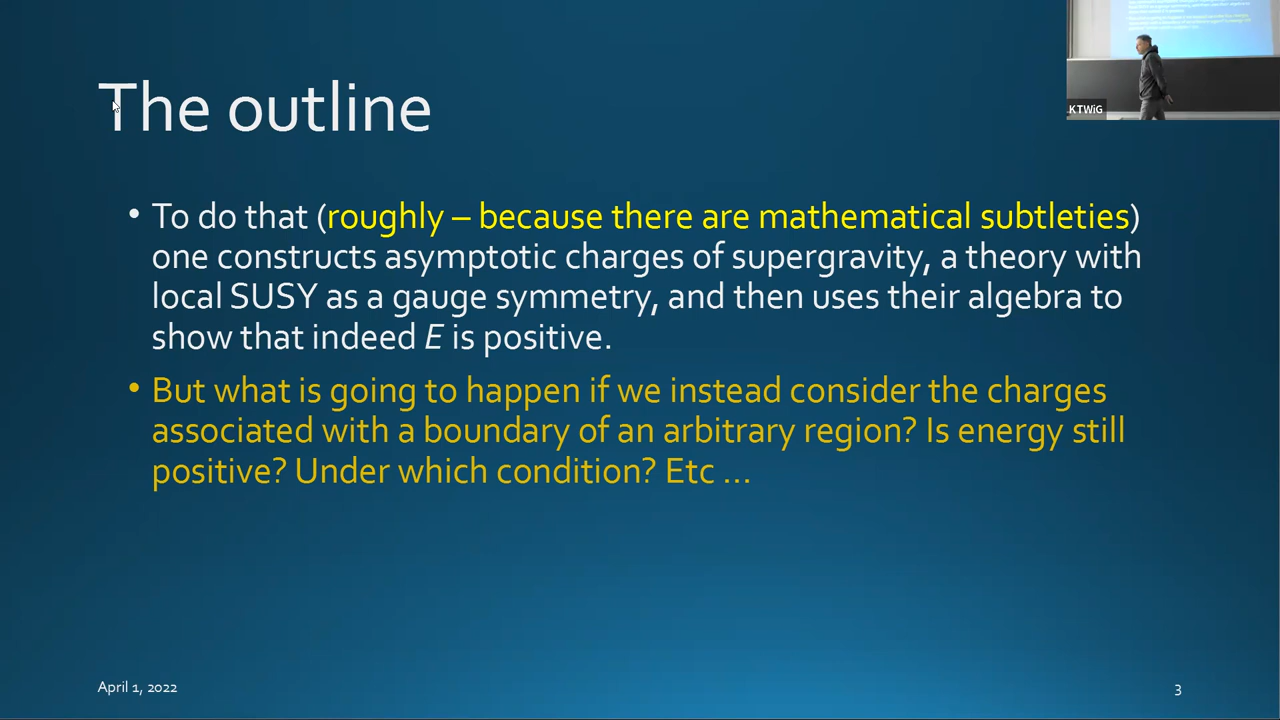 The outline
KTWiG
• To do that (roughly – because there are mathematical subtleties)
one constructs asymptotic charges of supergravity, a theory with
local SUSY as a gauge symmetry, and then uses their algebra to
show that indeed E is positive.
• But what is going to happen if we instead consider the charges
associated with a boundary of an arbitrary region? Is energy still
positive? Under which condition? Etc ...
April 1, 2022
3